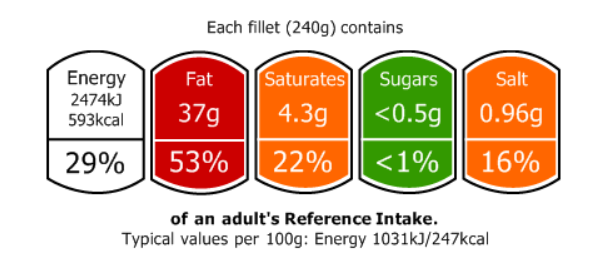 Each fillet (240g) contains
Energy Fat Saturates Sugars Salt
2474kJ
593kcal 37g 4.3g <0.5g 0.96g
29% 53% 22% <1% 16%
of an adult's Reference Intake.
Typical values per 100g: Energy 1031kJ/247kcal